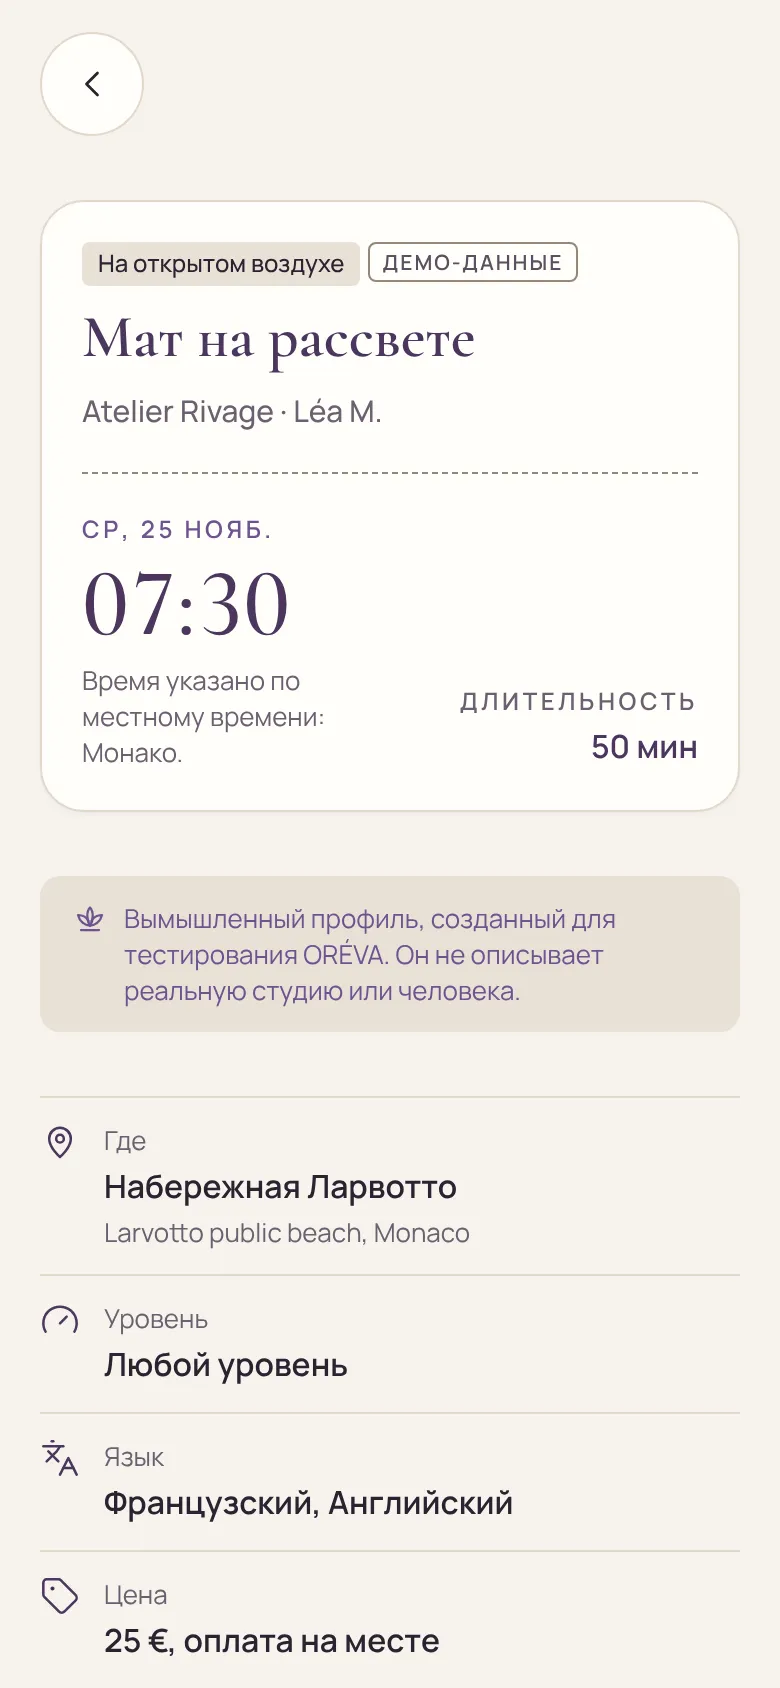 На открытом воздухе
ДЕМО-ДАННЫЕ
Мат на рассвете
Atelier Rivage · Léa M.
СР, 25 НОЯБ.
07:30
Время указано по
местному времени:
Монако.
ДЛИТЕЛЬНОСТЬ
50 мин
Вымышленный профиль, созданный для
тестирования ORÉVA. Он не описывает
реальную студию или человека.
Где
Набережная Ларвотто
Larvotto public beach, Monaco
Уровень
Любой уровень
Язык
Французский, Английский
Цена
25 €, оплата на месте